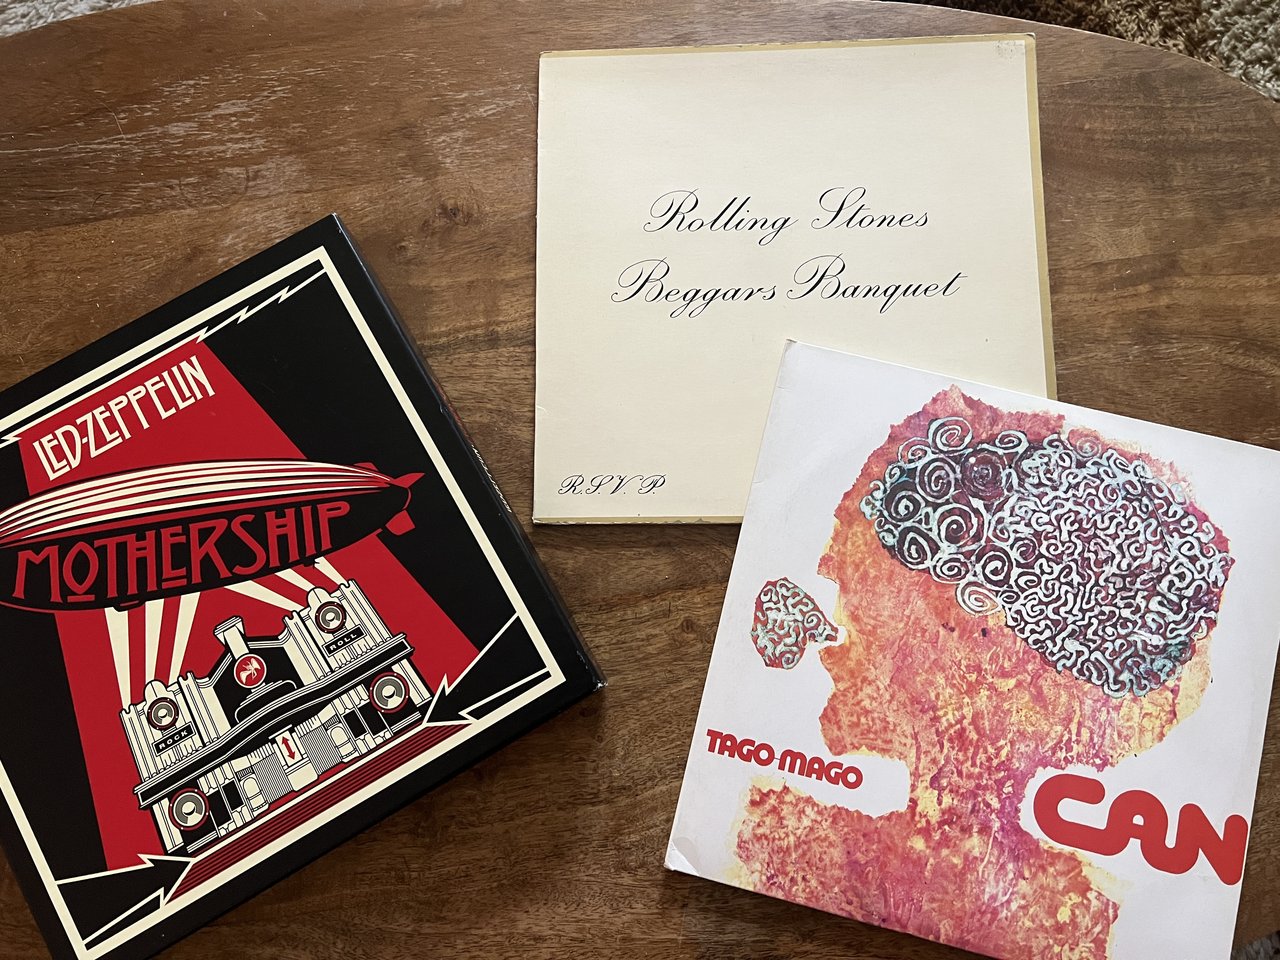 Rolling Stones
Beggars Banquet
R.S.V.P.
LED-ZEPPELIN
MOTHERSHIP
ROCK
ROLL
TAGO MAGO
CAN